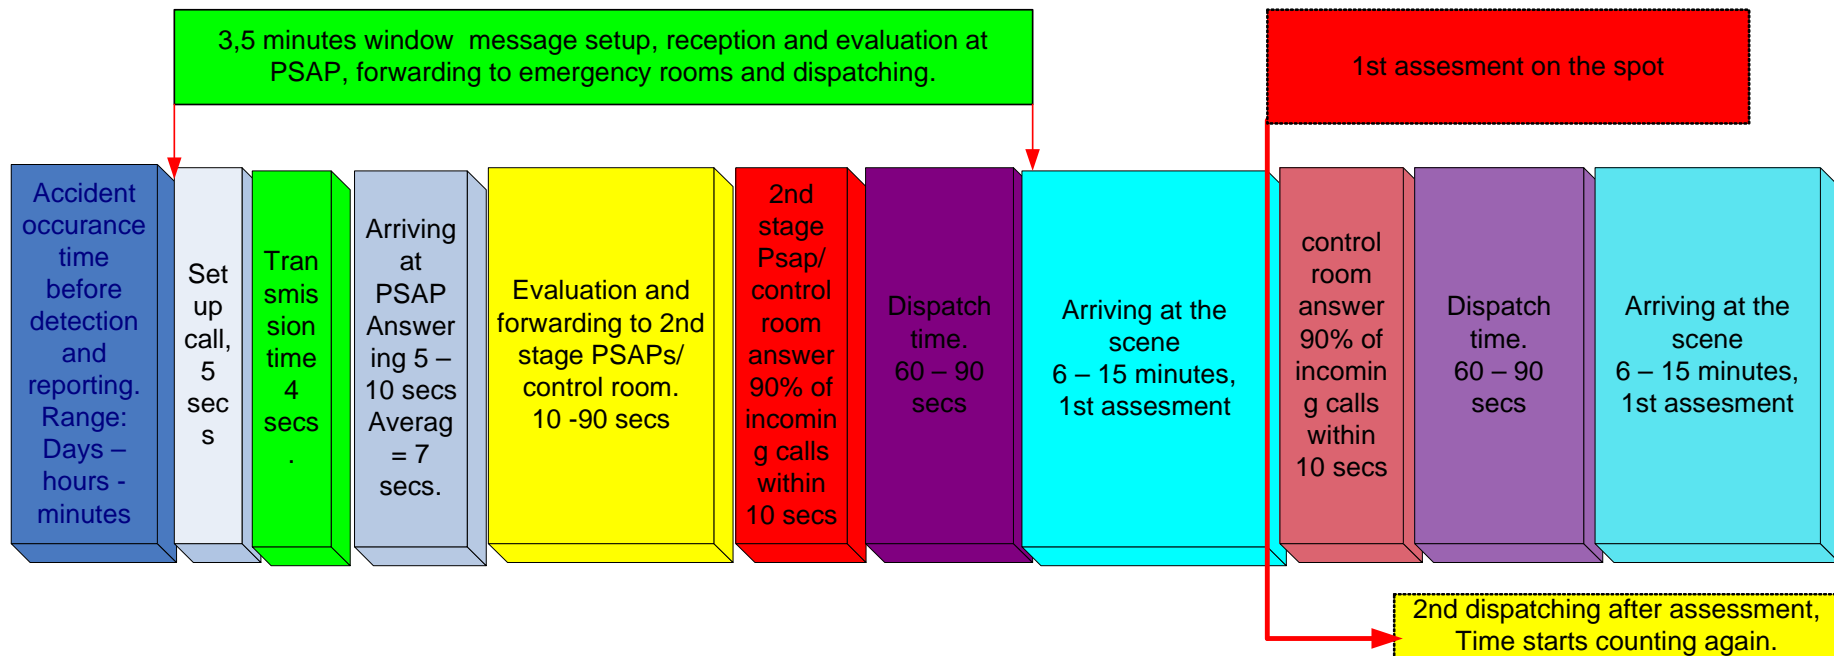 3,5 minutes window  message setup, reception and evaluation at
PSAP, forwarding to emergency rooms and dispatching.
1st assesment on the spot
Accident
occurance
time
before
detection
and
reporting.
Range:
Days –
hours -
minutes
Set
up
call,
5
sec
s
Tran
smis
sion
time
4
secs
.
Arriving
at
PSAP
Answer
ing 5 –
10 secs
Averag
= 7
secs.
Evaluation and
forwarding to 2nd
stage PSAPs/
control room.
10 -90 secs
2nd
stage
Psap/
control
room
answer
90% of
incomin
g calls
within
10 secs
Dispatch
time.
60 – 90
secs
Arriving at the
scene
6 – 15 minutes,
1st assesment
control
room
answer
90% of
incomin
g calls
within
10 secs
Dispatch
time.
60 – 90
secs
Arriving at the
scene
6 – 15 minutes,
1st assesment
2nd dispatching after assessment,
Time starts counting again.